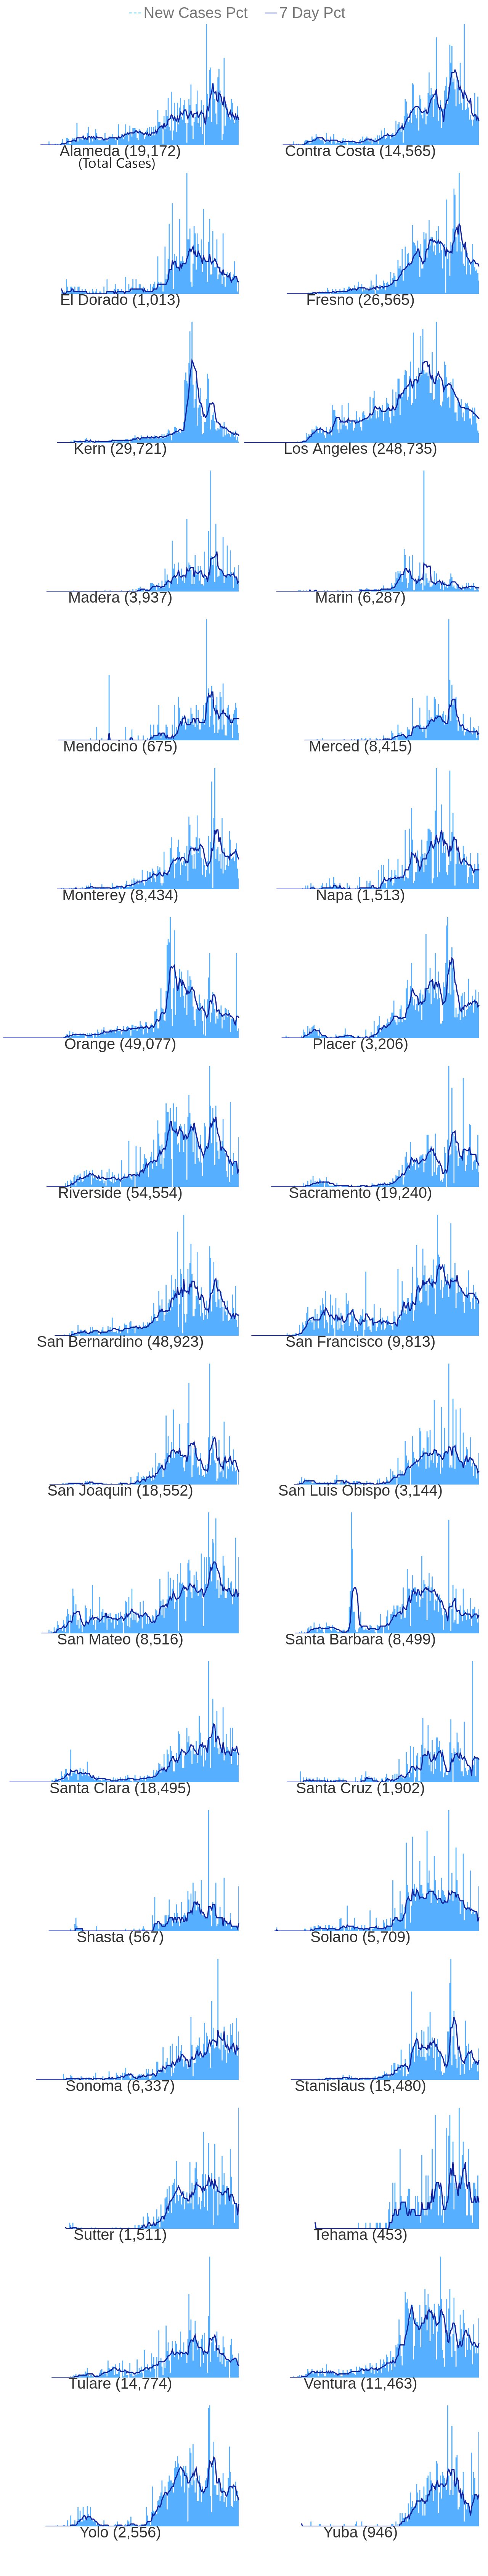 New Cases Pct 7 Day Pct
Alameda (19,172) Contra Costa (14,565)
(Total Cases)
El Dorado (1,013) Fresno (26,565)
Kern (29,721) Los Angeles (248,735)
Madera (3,937) Marin (6,287)
Mendocino (675) Merced (8,415)
Monterey (8,434) Napa (1,513)
Orange (49,077) Placer (3,206)
Riverside (54,554) Sacramento (19,240)
San Bernardino (48,923) San Francisco (9,813)
San Joaquin (18,552) San Luis Obispo (3,144)
San Mateo (8,516) Santa Barbara (8,499)
Santa Clara (18,495) Santa Cruz (1,902)
Shasta (567) Solano (5,709)
Sonoma (6,337) Stanislaus (15,480)
Sutter (1,511) Tehama (453)
Tulare (14,774) Ventura (11,463)
Yolo (2,556) Yuba (946)